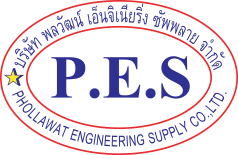 บริษัท พลวัฒน์ เอ็นจิเนียริ่ง ซัพพลาย จำกัด
P.E.S
PHOLLAWAT ENGINEERING SUPPLY CO.,LTD.